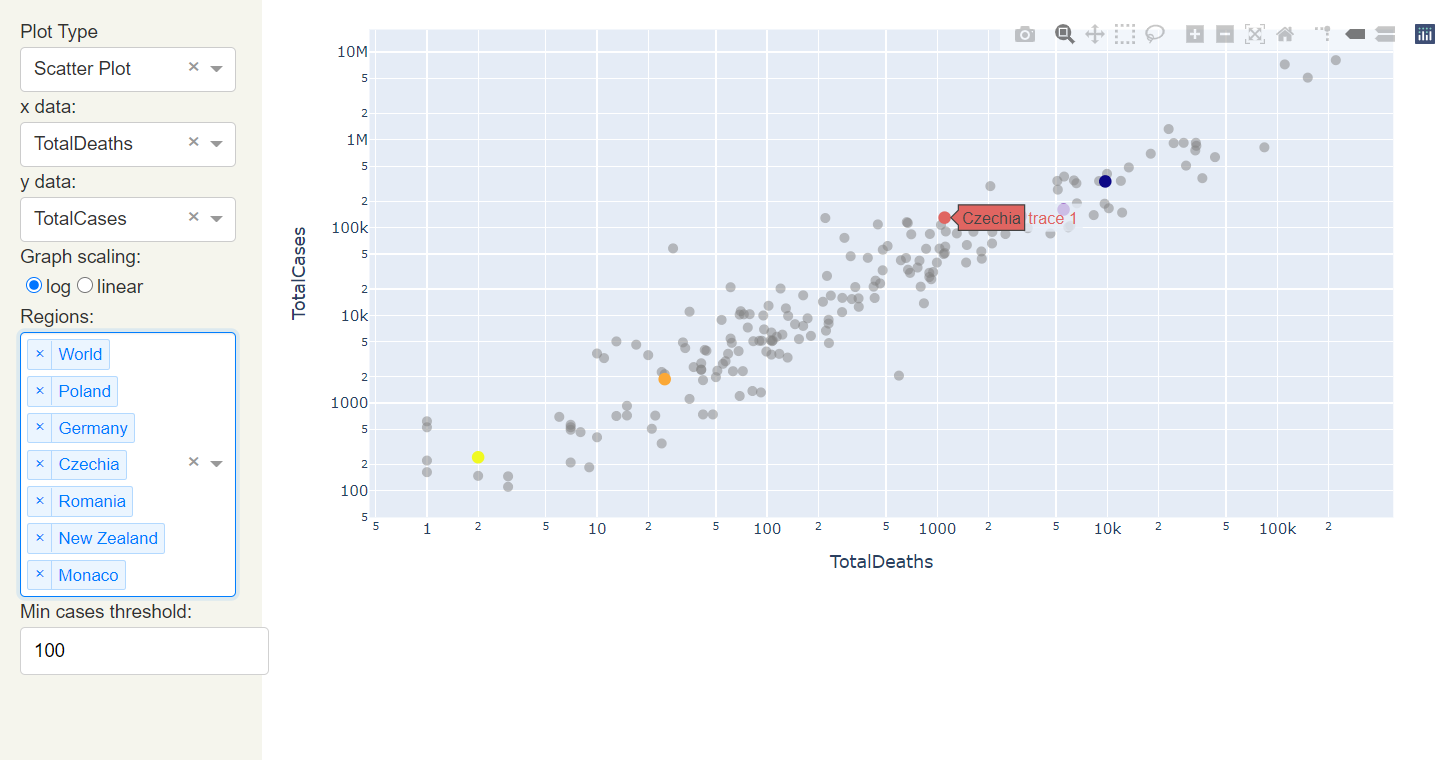 Plot Type
Scatter Plot × 
x data:
TotalDeaths ×
y data:
TotalCases ×
Graph scaling:
log linear
Regions:
× World
× Poland
× Germany
× Czechia ×
× Romania
× New Zealand
× Monaco
Min cases threshold:
100
10M
5
2
1M
5
2
100k
5
2
10k
5
2
1000
5
2
100
5
TotalCases
Czechia trace 1
5 1 2 5 10 2 5 100 2 5 1000 2 5 10k 2 5 100k 2
TotalDeaths